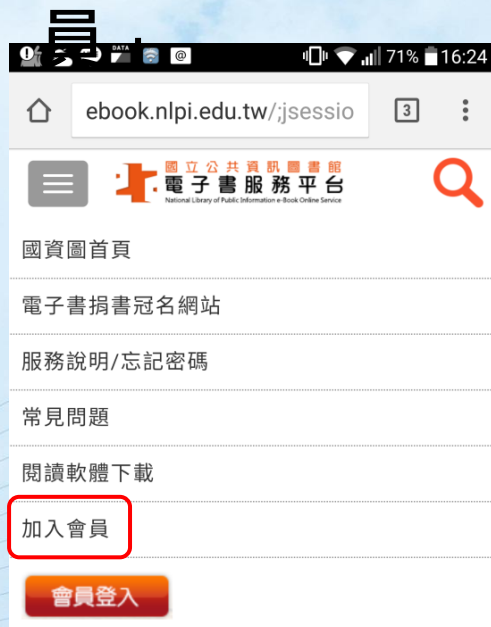 員
DATA
@
71% 16:24
ebook.nlpi.edu.tw/;jsessio 3
國立公共資訊圖書館
電子書服務平台
National Library of Public Information e-Book Online Service
國資圖首頁
電子書捐書冠名網站
服務說明/忘記密碼
常見問題
閱讀軟體下載
加入會員
會員登入